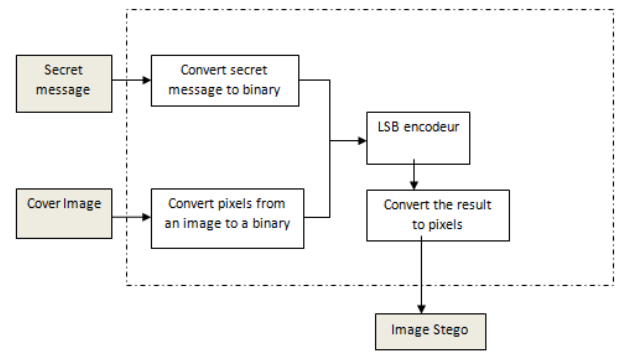 Secret
message
Convert secret
message to binary
LSB encodeur
Cover Image
Convert pixels from
an image to a binary
Convert the result
to pixels
Image Stego